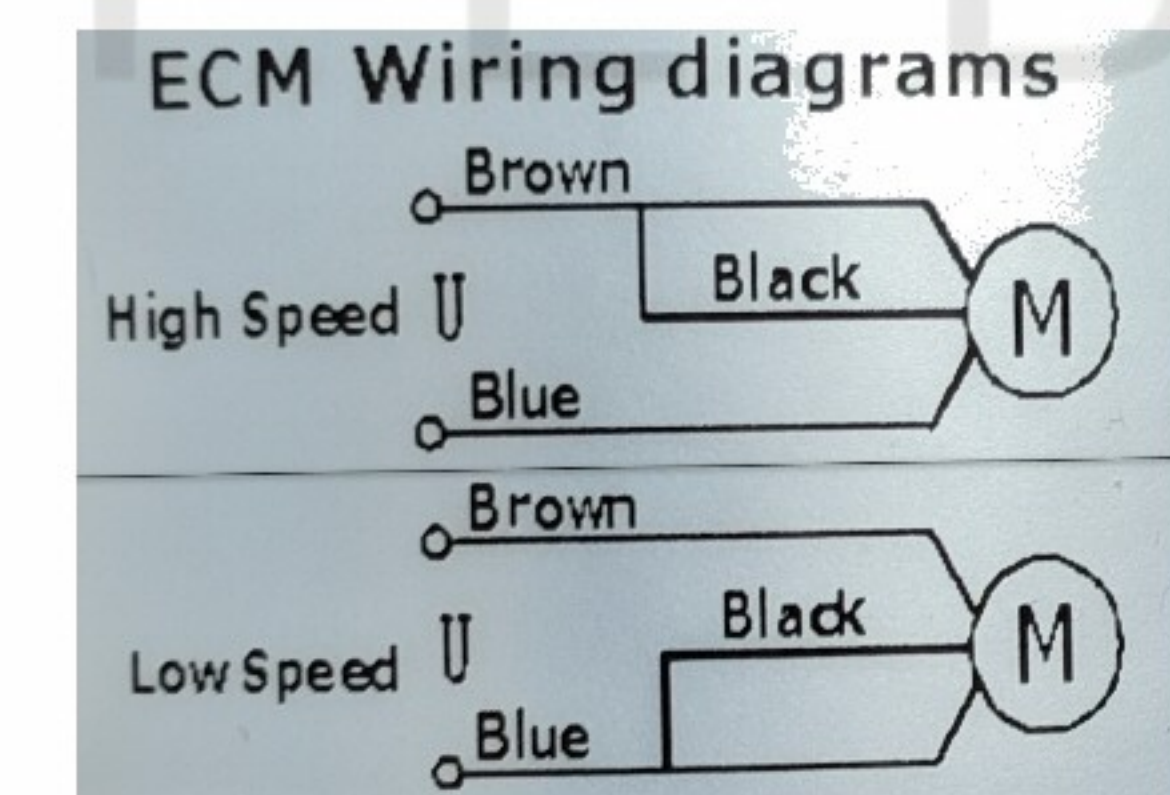 ECM Wiring diagrams
Brown
Black
M
High Speed U
Blue
Brown
Black
M
Low Speed U
Blue